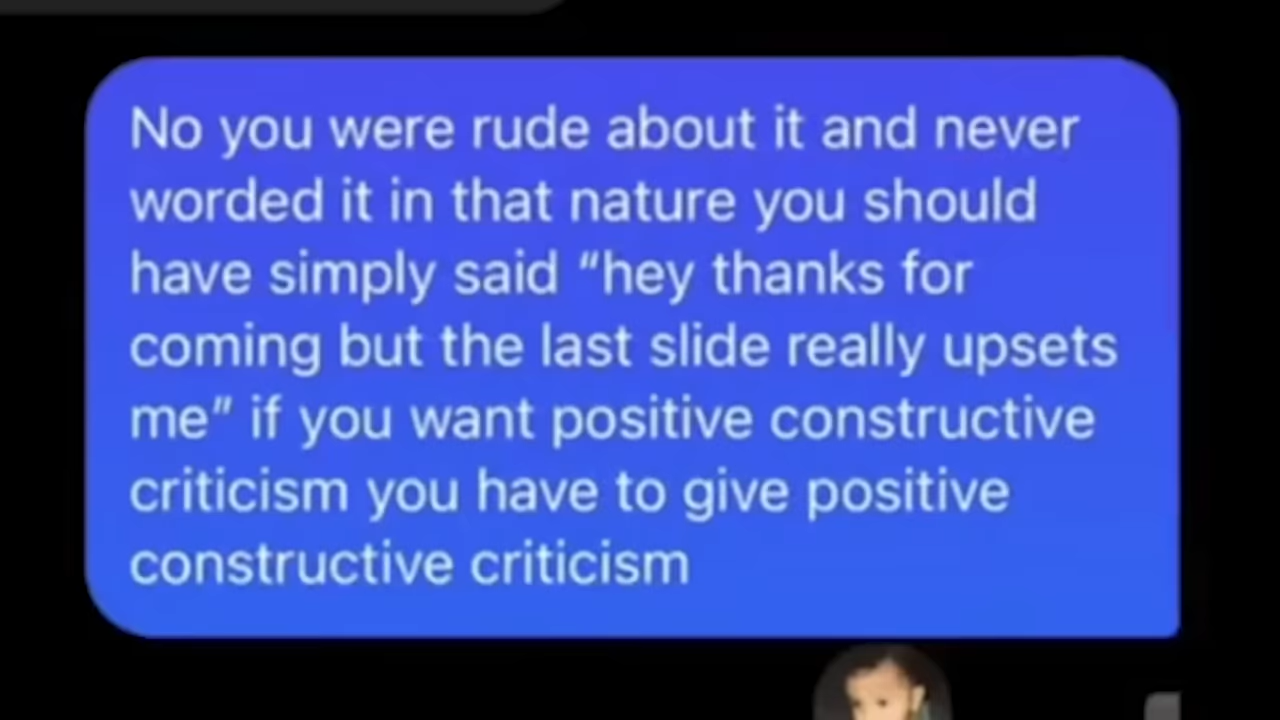 No you were rude about it and never
worded it in that nature you should
have simply said “hey thanks for
coming but the last slide really upsets
me” if you want positive constructive
criticism you have to give positive
constructive criticism